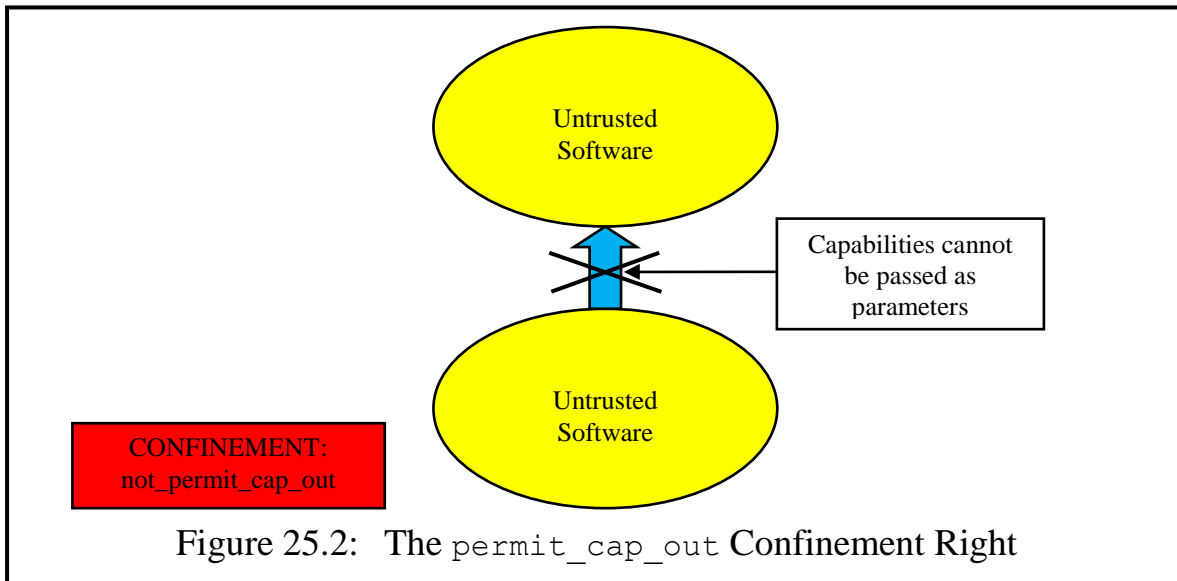 Untrusted
Software
Capabilities cannot
be passed as
parameters
Untrusted
Software
CONFINEMENT:
not_permit_cap_out
Figure 25.2: The permit_cap_out Confinement Right